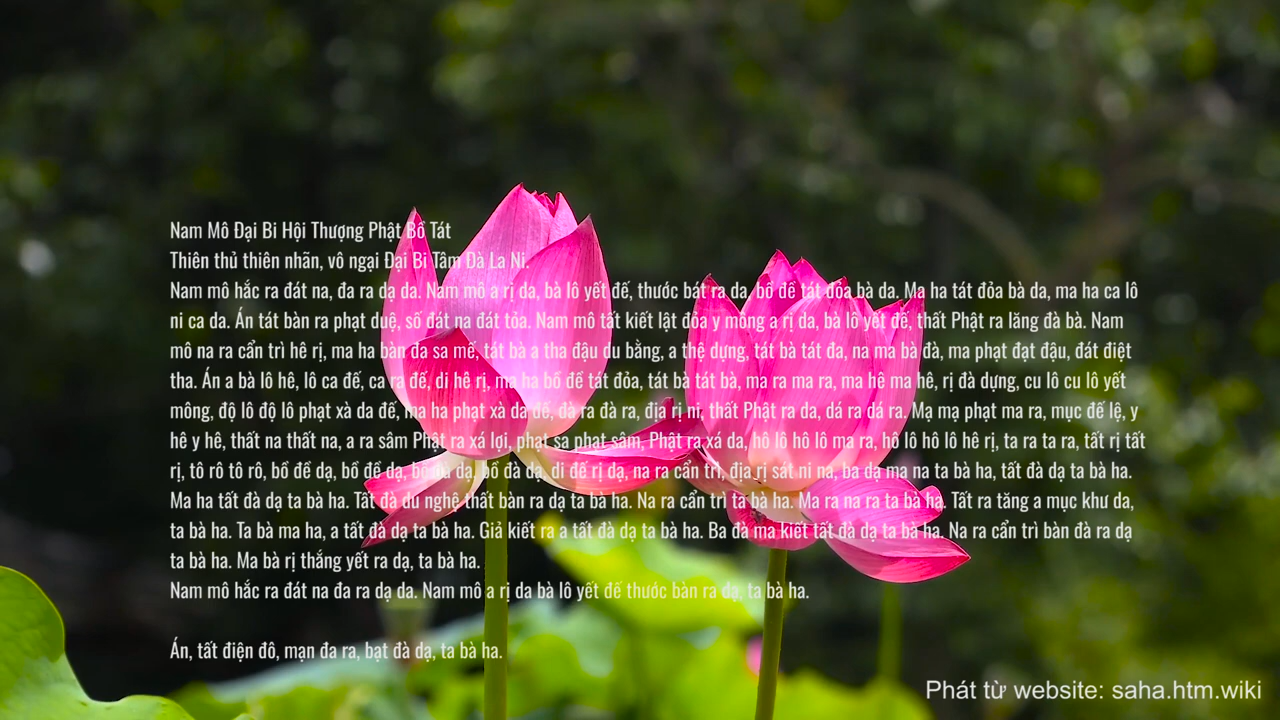 Nam Mô Đại Bi Hội Thượng Phật Bồ Tát
Thiên thủ thiên nhãn, vô ngại Đại Bi Tâm Đà La Ni.
Nam mô hắc ra đát na, đa ra dạ da. Nam mô a rị da, bà lô yết đế, thước bát ra da, bồ đề tát đỏa bà da. Ma ha tát đỏa bà da, ma ha ca lô
ni ca da. Án tát bàn ra phạt duệ, số đát na đát tỏa. Nam mô tất kiết lật đỏa y mông a rị da, bà lô yết đế, thất Phật ra lăng đà bà. Nam
mô na ra cẩn trì hê rị, ma ha bàn đa sa mế, tát bà a tha đậu du bằng, a thệ dựng, tát bà tát đa, na ma bà đà, ma phạt đạt đậu, đát điệt
tha. Án a bà lô hê, lô ca đế, ca ra đế, di hê rị, ma ha bồ đề tát đỏa, tát bà tát bà, ma ra ma ra, ma hê ma hê, rị đà dựng, cu lô cu lô yết
mông, độ lô độ lô phạt xà da đế, ma ha phạt xà da đế, đà ra đà ra, địa rị ni, thất Phật ra da, dá ra dá ra. Mạ mạ phạt ma ra, mục đế lệ, y
hê y hê, thất na thất na, a ra sâm Phật ra xá lợi, phạt sa phạt sâm, Phật ra xá da, hô lô hô lô ma ra, hô lô hô lô hê rị, ta ra ta ra, tất rị tất
rị, tô rô tô rô, bồ đề dạ, bồ đề dạ, bồ đà dạ, bồ đà dạ, di đế rị dạ, na ra cẩn trì, địa rị sát ni na, ba dạ ma na ta bà ha, tất đà dạ ta bà ha.
Ma ha tất đà dạ ta bà ha. Tất đà du nghệ thất bàn ra dạ ta bà ha. Na ra cẩn trì ta bà ha. Ma ra na ra ta bà ha. Tất ra tăng a mục khư da,
ta bà ha. Ta bà ma ha, a tất đà dạ ta bà ha. Giả kiết ra a tất đà dạ ta bà ha. Ba đà ma kiết tất đà dạ ta bà ha. Na ra cẩn trì bàn đà ra dạ
ta bà ha. Ma bà rị thắng yết ra dạ, ta bà ha.
Nam mô hắc ra đát na đa ra dạ da. Nam mô a rị da bà lô yết đế thước bàn ra dạ, ta bà ha.
Án, tất điện đô, mạn đa ra, bạt đà dạ, ta bà ha.
Phát từ website: saha.htm.wiki